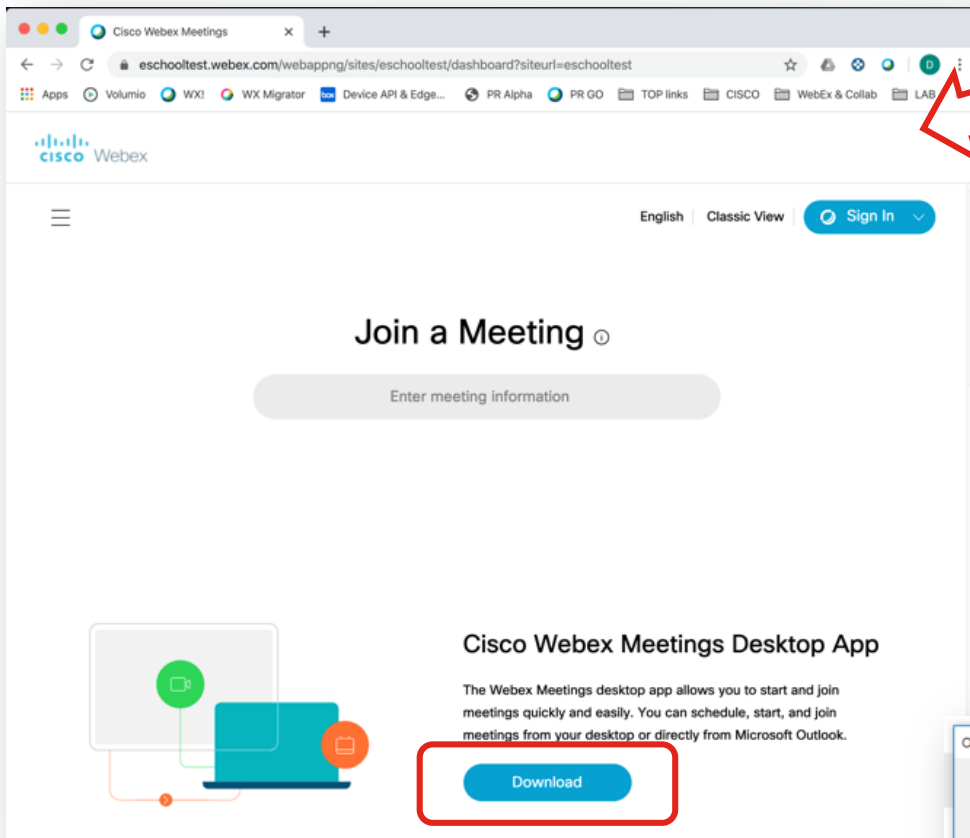 Cisco Webex Meetings
eschooltest.webex.com/webappng/sites/eschooltest/dashboard?siteurl=eschooltest
D
Apps Volumio WX! WX Migrator box Device API & Edge... PR Alpha PR GO TOP links CISCO WebEx & Collab LAB
CISCO Webex
English Classic View Sign In
Join a Meeting
Enter meeting information
Cisco Webex Meetings Desktop App
The Webex Meetings desktop app allows you to start and join
meetings quickly and easily. You can schedule, start, and join
meetings from your desktop or directly from Microsoft Outlook.
Download